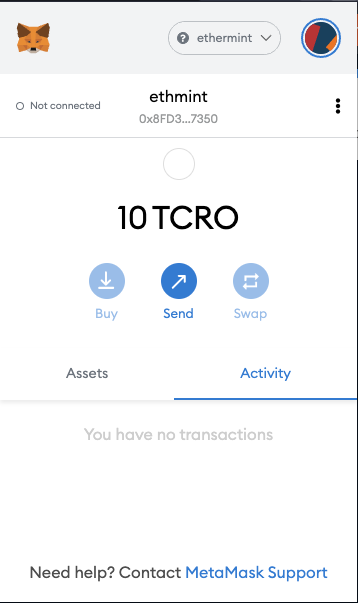 ethermint
Not connected
ethmint
0x8FD3...7350
10 TCRO
Buy
Send
Swap
Assets
Activity
You have no transactions
Need help? Contact MetaMask Support